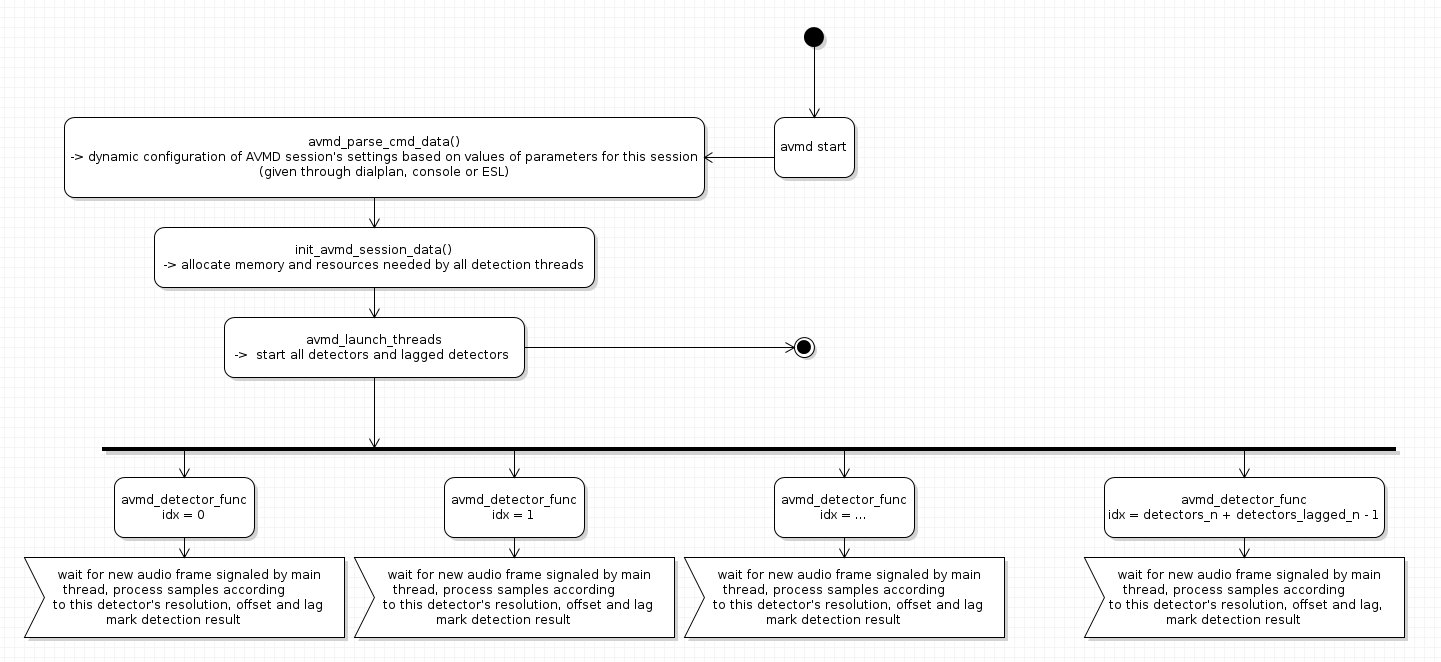 avmd start
avmd_parse_cmd_data()
-> dynamic configuration of AVMD session's settings based on values of parameters for this session
(given through dialplan, console or ESL)
init_avmd_session_data()
-> allocate memory and resources needed by all detection threads
avmd_launch_threads
->  start all detectors and lagged detectors
avmd_detector_func
idx = 0
avmd_detector_func
idx = 1
avmd_detector_func
idx = ...
avmd_detector_func
idx = detectors_n + detectors_lagged_n - 1
wait for new audio frame signaled by main
thread, process samples according
to this detector's resolution, offset and lag
mark detection result
wait for new audio frame signaled by main
thread, process samples according
to this detector's resolution, offset and lag
mark detection result
wait for new audio frame signaled by main
thread, process samples according
to this detector's resolution, offset and lag
mark detection result
wait for new audio frame signaled by main
thread, process samples according
to this detector's resolution, offset and lag,
mark detection result